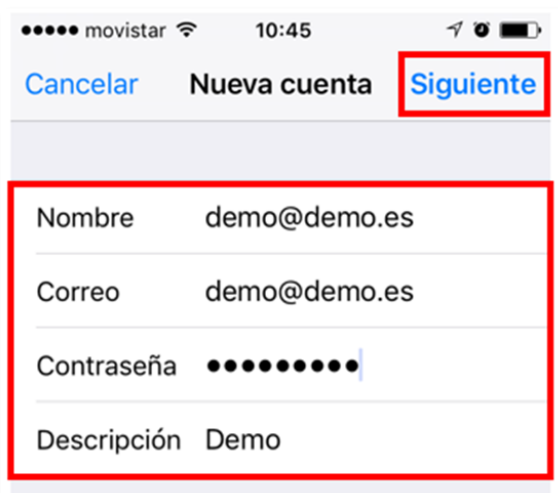 movistar 10:45
Cancelar Nueva cuenta Siguiente
Nombre demo@demo.es
Correo demo@demo.es
Contraseña •••••••••
Descripción Demo